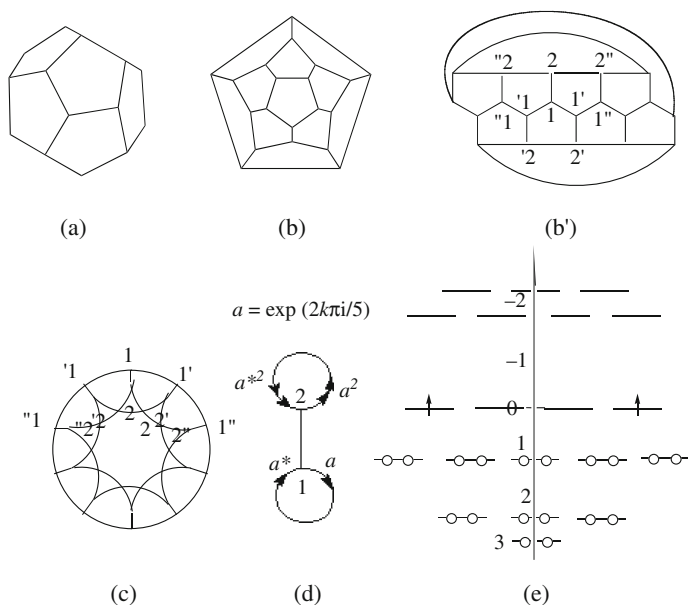 "2 2 2"
'1 1'
"1 1 1"
'2 2'
(a) (b) (b')
a = exp (2kπi/5)
–2
–1
0
1
2
3
1
'1 1'
"1 1"
"2 '2 2 2 2' 2"
a*² 2 a²
a* a
1
(c) (d) (e)